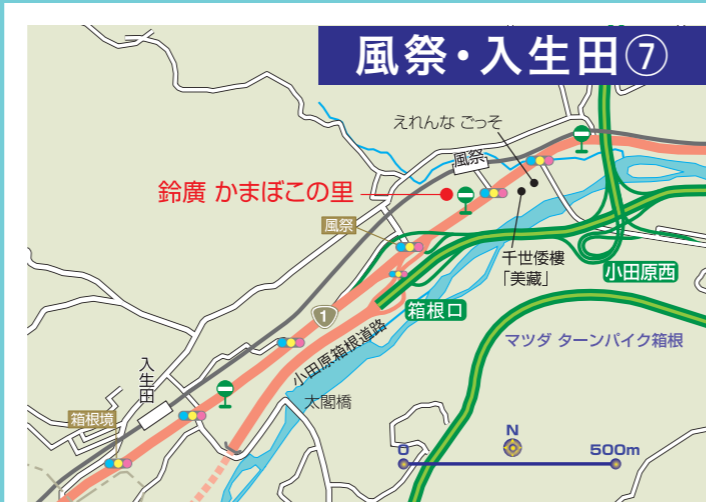 風祭・入生田⑦
えれんな ごっそ
風祭
鈴廣 かまぼこの里
風祭
千世倭樓
「美藏」
小田原西
箱根口
1
小田原箱根道路
マツダ ターンパイク箱根
入生田
太閤橋
箱根境
N
0
500m